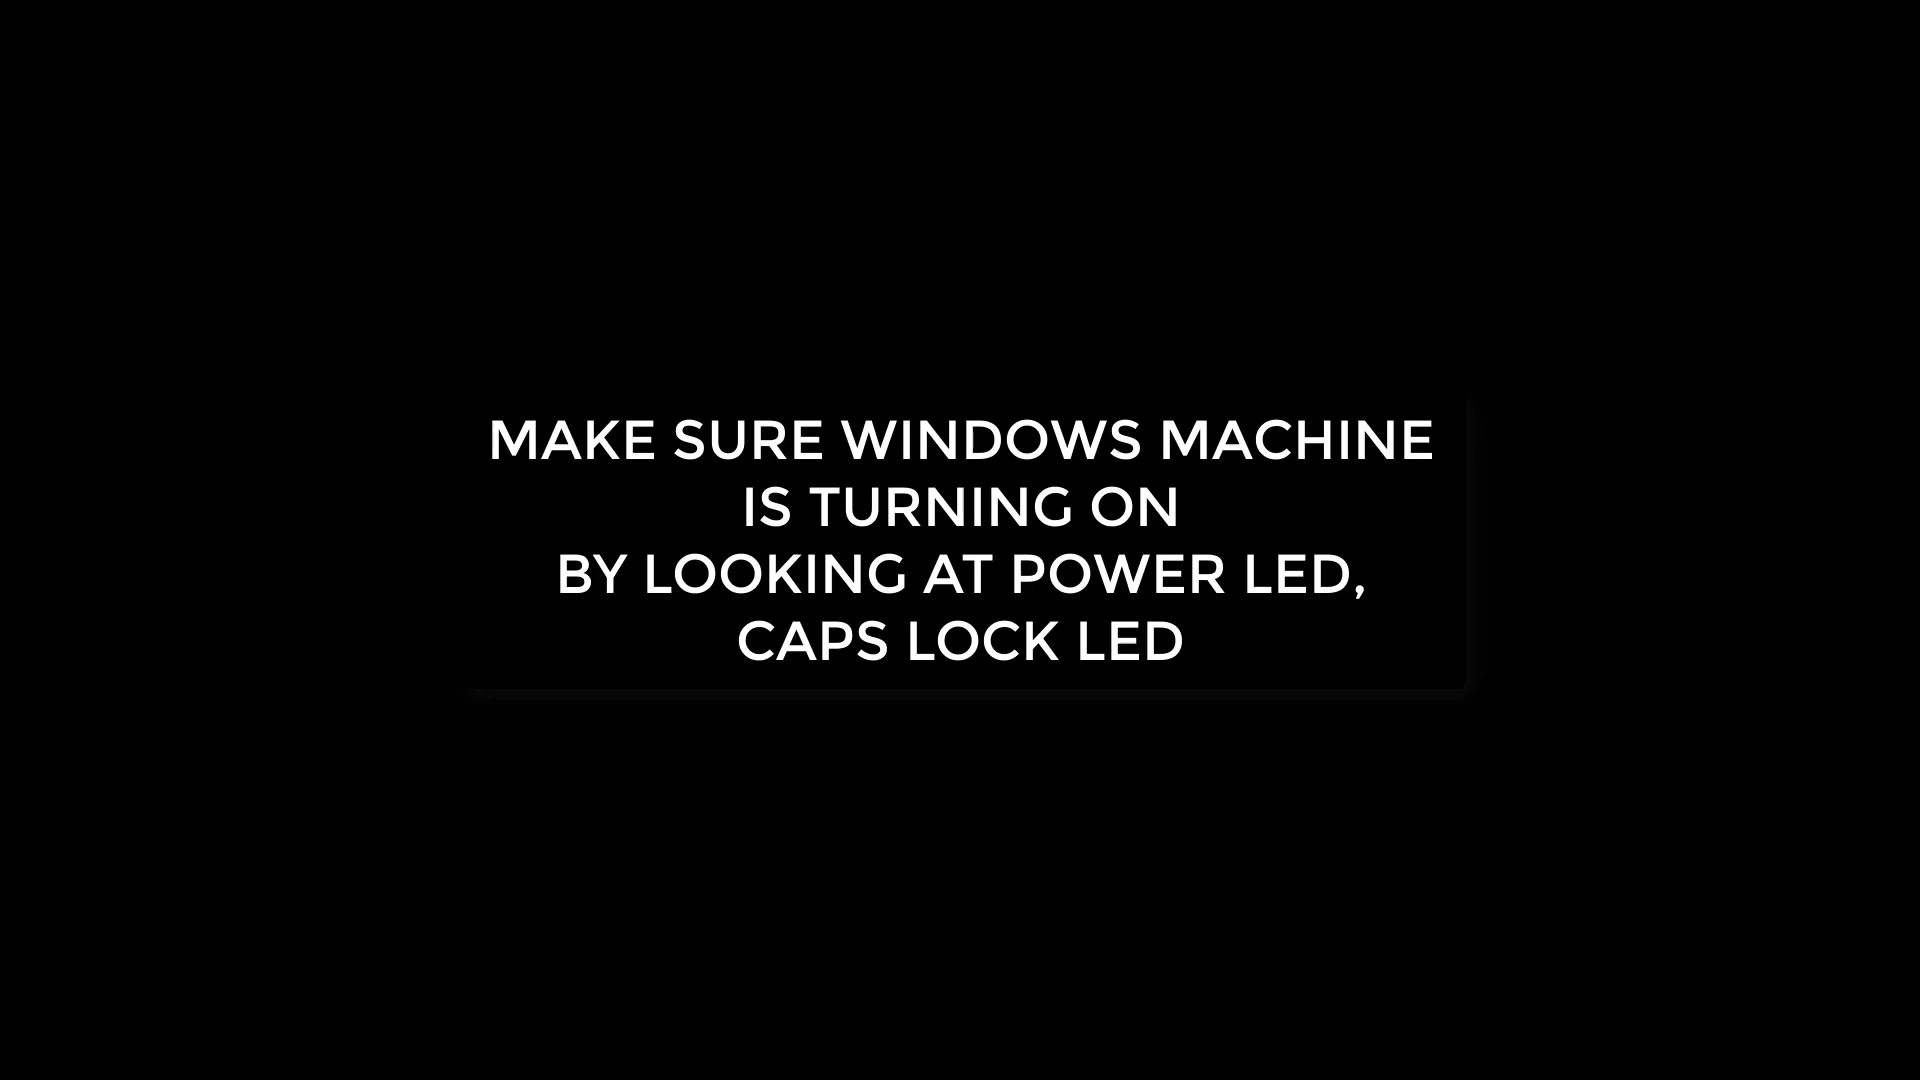 MAKE SURE WINDOWS MACHINE
IS TURNING ON
BY LOOKING AT POWER LED,
CAPS LOCK LED